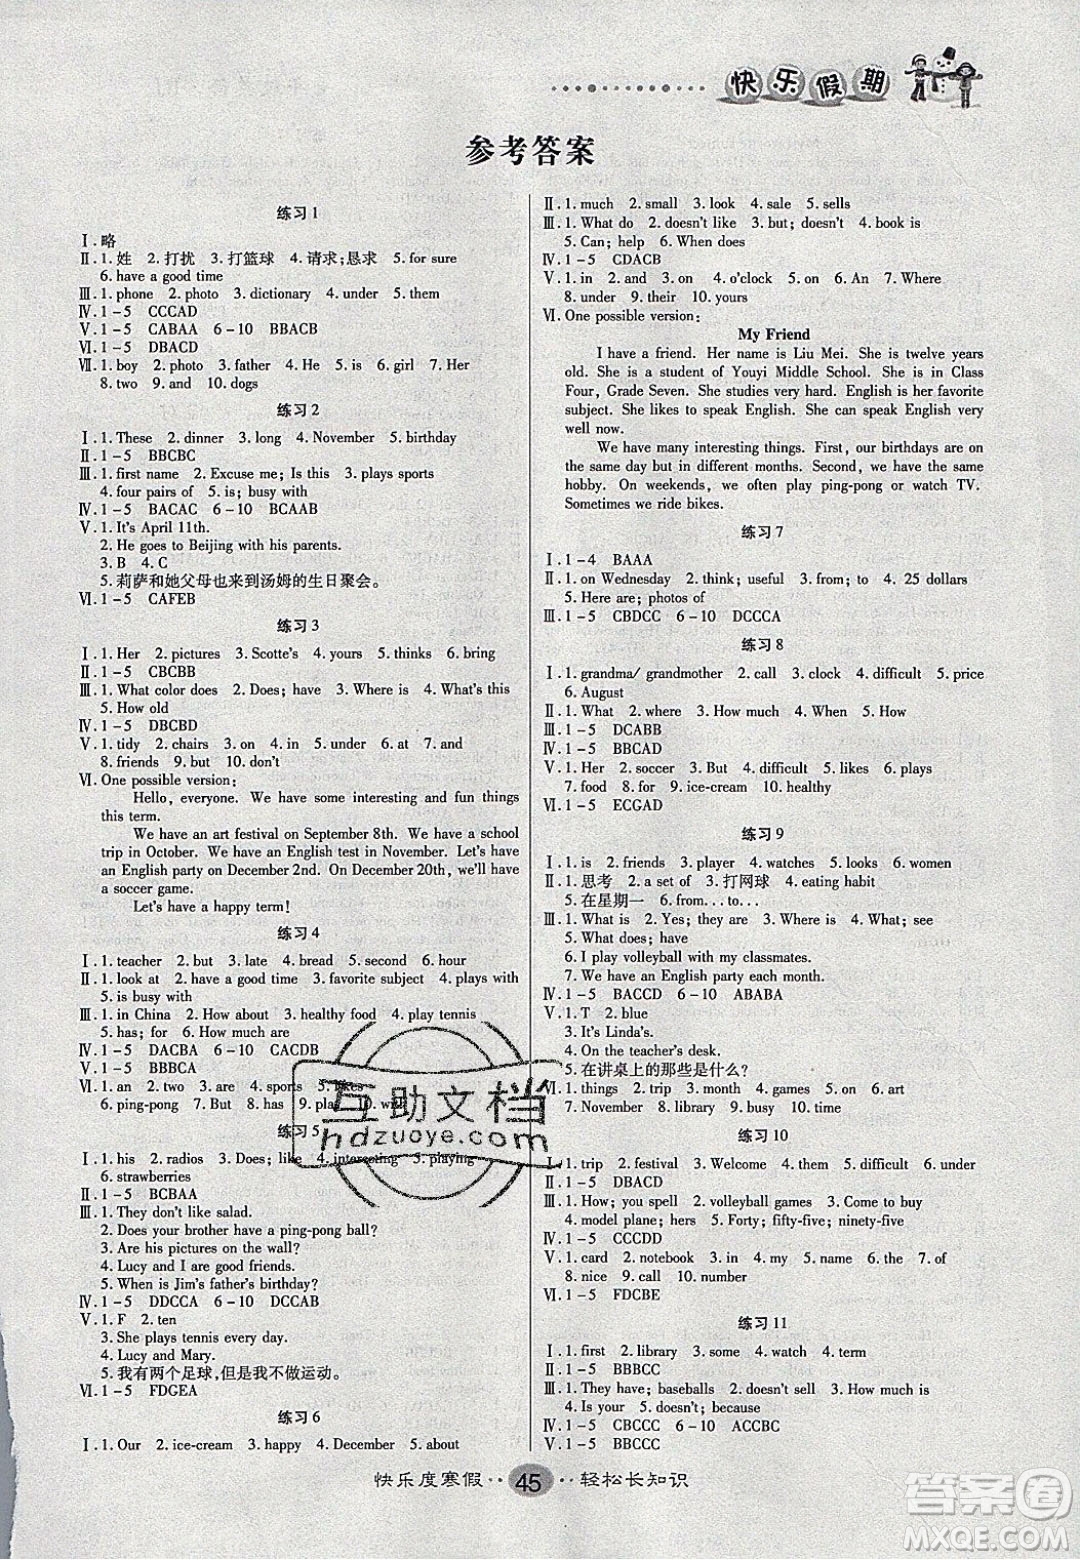 快乐假期
参考答案
练习1
Ⅰ.略
Ⅱ.1.姓 2.打扰 3.打篮球 4.请求;恳求 5.for sure
6.have a good time
Ⅲ.1.phone 2.photo 3.dictionary 4.under 5.them
Ⅳ.1-5 CCCAD
Ⅴ.1-5 CABAA 6-10 BBACB
Ⅵ.1-5 DBACD
Ⅶ.1.boy 2.photo 3.father 4.He 5.is 6.girl 7.Her
8.two 9.and 10.dogs
练习2
Ⅰ.1.These 2.dinner 3.long 4.November 5.birthday
Ⅱ.1-5 BBCBC
Ⅲ.1.first name 2.Excuse me; Is this 3.plays sports
4.four pairs of 5.is; busy with
Ⅳ.1-5 BACAC 6-10 BBACC
Ⅴ.1.It's April 11th.
2.He goes to Beijing with his parents.
3.B 4.C
5.莉萨和她父母也来到汤姆的生日聚会。
Ⅵ.1-5 CAFEB
练习3
Ⅰ.1.Her 2.pictures 3.Scotte's 4.yours 5.thinks 6.bring
Ⅱ.1-5 CBCBB
Ⅲ.1.What color does 2.Does; have 3.Where is 4.What's this
5.How old
Ⅳ.1-5 DBCBD
Ⅴ.1.tidy 2.chairs 3.on 4.in 5.under 6.at 7.or
8.friends 9.but 10.don't
Ⅵ.One possible version:
Hello, everyone. We have some interesting and fun things
this term.
We have an art festival on September 8th. We have a school
trip in October. We have an English test in November. Let's have
an English party on December 2nd. On December 20th, we'll have
a soccer game.
Let's have a happy term!
练习4
Ⅰ.1.teacher 2.but 3.late 4.bread 5.second 6.hour
Ⅱ.1.look at 2.have a math test 3.favorite subject 4.plays with
5.is busy with
Ⅲ.1.in China 2.How about 3.healthy food 4.play tennis
5.has; for 6.How much are
Ⅳ.1-5 DACBA 6-10 CACDB
Ⅴ.1-5 BBBCA
Ⅵ.1.an 2.two 3.are 4.sports 5.likes
6.ping-pong 7.But 8.has 9.play 10.well
练习5
Ⅰ.1.his 2.radios 3.Does; like 4.interesting 5.playing
6.strawberries
Ⅱ.1-5 BCBAA
Ⅲ.1.They don't like salad.
2.Does your brother have a ping-pong ball?
3.Are his pictures on the wall?
4.Lucy and I are good friends.
5.When is Jim's father's birthday?
Ⅳ.1-5 DDCCA 6-10 DCCAB
Ⅴ.1.F 2.ten
3.She plays tennis every day.
4.Lucy and Mary.
5.我有两个足球,但是我不做运动。
Ⅵ.1-5 FDGEA
练习6
Ⅰ.1.Our 2.ice-cream 3.happy 4.December 5.about
Ⅱ.1.much 2.small 3.look 4.sale 5.sells
Ⅲ.1.What do 2.doesn't like 3.but; doesn't 4.book is
5.Can; help 6.When does
Ⅳ.1-5 CDACB
Ⅴ.1.in 2.and 3.on 4.o'clock 5.is 6.An 7.Where
8.under 9.their 10.yours
Ⅵ.One possible version:
My Friend
I have a friend. Her name is Liu Mei. She is twelve years
old. She is a student of Youyi Middle School. She is in Class
Four, Grade Seven. She studies very hard. English is her favorite
subject. She likes to speak English. She can speak English very
well now.
We have many interesting things. First, our birthdays are on
the same day but in different months. Second, we have the same
hobby. On weekends, we often play ping-pong or watch TV.
Sometimes we ride bikes.
练习7
Ⅰ.1-4 BAAA
Ⅱ.1.on Wednesday 2.think; useful 3.from; to 4.25 dollars
5.Here are; photos of
Ⅲ.1-5 CBDCC 6-10 DCCCA
练习8
Ⅰ.1.grandma/ grandmother 2.call 3.clock 4.difficult 5.price
6.August
Ⅱ.1.What 2.where 3.How much 4.When 5.How
Ⅲ.1-5 DCABB
Ⅳ.1-5 BBCAD
Ⅴ.1.Her 2.soccer 3.But 4.difficult 5.likes 6.plays
7.food 8.for 9.ice-cream 10.healthy
Ⅵ.1-5 ECGAD
练习9
Ⅰ.1.is 2.friends 3.player 4.watches 5.looks 6.women
Ⅱ.1.思考 2.a set of 3.打网球 4.eating habit
5.在星期一 6.from...to...
Ⅲ.1.What is 2.Yes; they are 3.Where is 4.What; see
5.What does; have
6.I play volleyball with my classmates.
7.We have an English party each month.
Ⅳ.1-5 BACCD 6-10 ABABA
Ⅴ.1.T 2.blue
3.It's Linda's.
4.On the teacher's desk.
5.在讲桌上的那些是什么?
Ⅵ.1.things 2.trip 3.month 4.games 5.on 6.art
7.November 8.library 9.busy 10.time
练习10
Ⅰ.1.trip 2.festival 3.Welcome 4.them 5.difficult 6.under
Ⅱ.1-5 DBACD
Ⅲ.1.How; you spell 2.volleyball games 3.Come to buy
4.model plane; hers 5.Forty; fifty-five; ninety-five
Ⅳ.1-5 CCCDD
Ⅴ.1.card 2.notebook 3.in 4.or 5.call 6.the 7.of
8.nice 9.call 10.number
Ⅵ.1-5 FDCBE
练习11
Ⅰ.1.first 2.library 3.some 4.watch 4.term
Ⅱ.1-5 BBBCC
Ⅲ.1.They have; baseballs 2.doesn't sell 3.How much is
4.Is your 5.doesn't; because
Ⅳ.1-5 CBCCC 6-10 ACCBC
Ⅴ.1-5 BCCBC
快乐度寒假··45··轻松长知识
互助文档
hdzuoye.com
答案圈
MXQE.COM